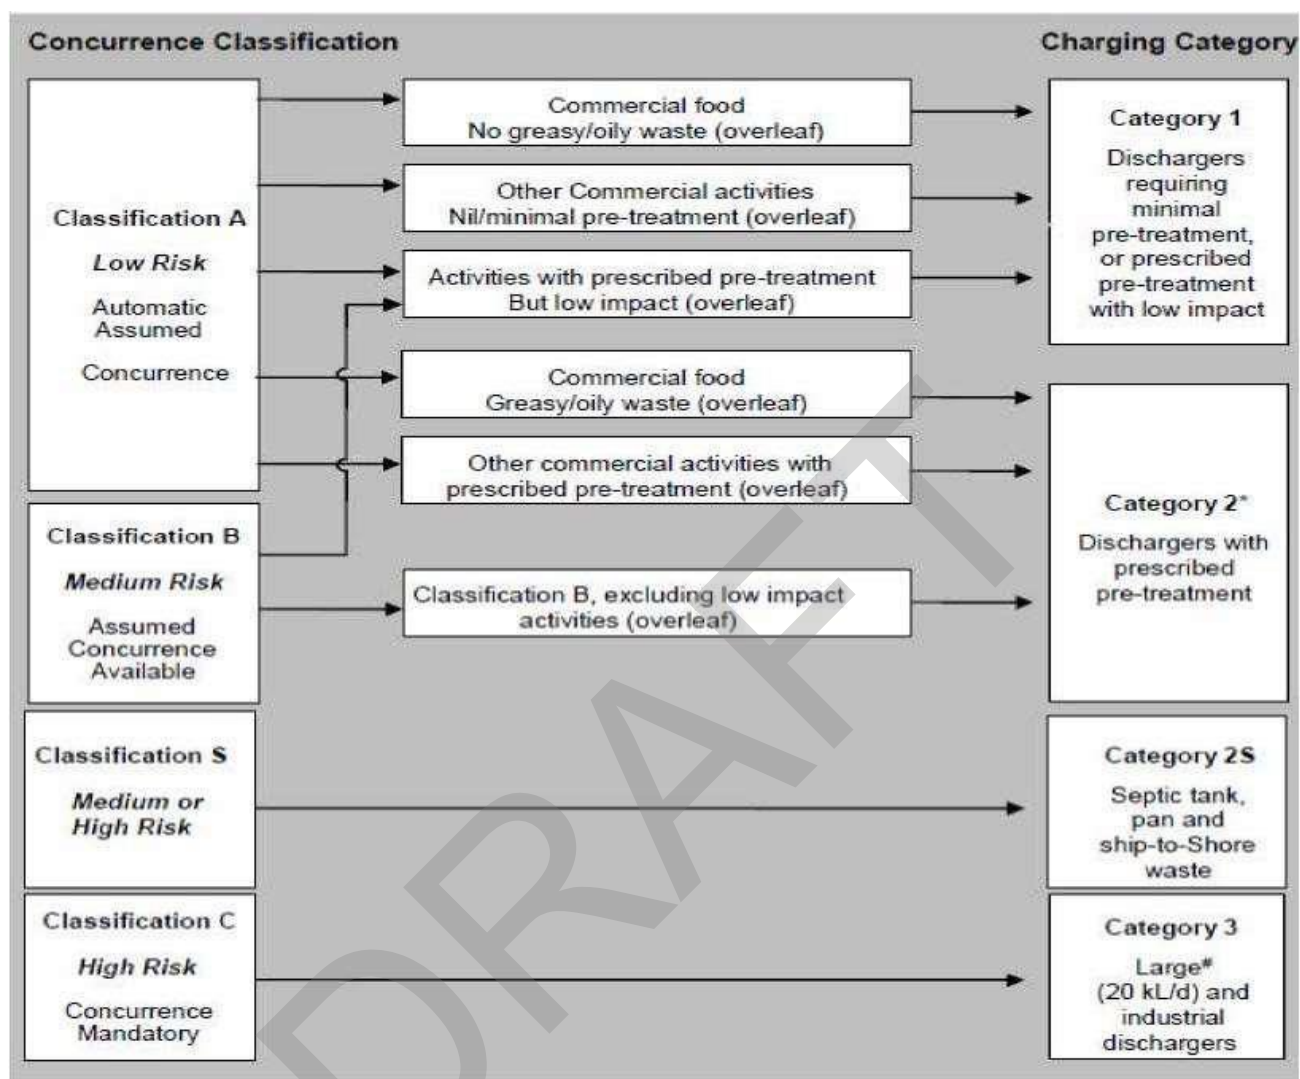 Concurrence Classification
Charging Category
Classification A
Low Risk
Automatic
Assumed
Concurrence
Classification B
Medium Risk
Assumed
Concurrence
Available
Classification S
Medium or
High Risk
Classification C
High Risk
Concurrence
Mandatory
Commercial food
No greasy/oily waste (overleaf)
Other Commercial activities
Nil/minimal pre-treatment (overleaf)
Activities with prescribed pre-treatment
But low impact (overleaf)
Commercial food
Greasy/oily waste (overleaf)
Other commercial activities with
prescribed pre-treatment (overleaf)
Classification B, excluding low impact
activities (overleaf)
Category 1
Dischargers
requiring
minimal
pre-treatment,
or prescribed
pre-treatment
with low impact
Category 2*
Dischargers with
prescribed
pre-treatment
Category 2S
Septic tank,
pan and
ship-to-Shore
waste
Category 3
Large#
(20 kL/d) and
industrial
dischargers
DRAFT